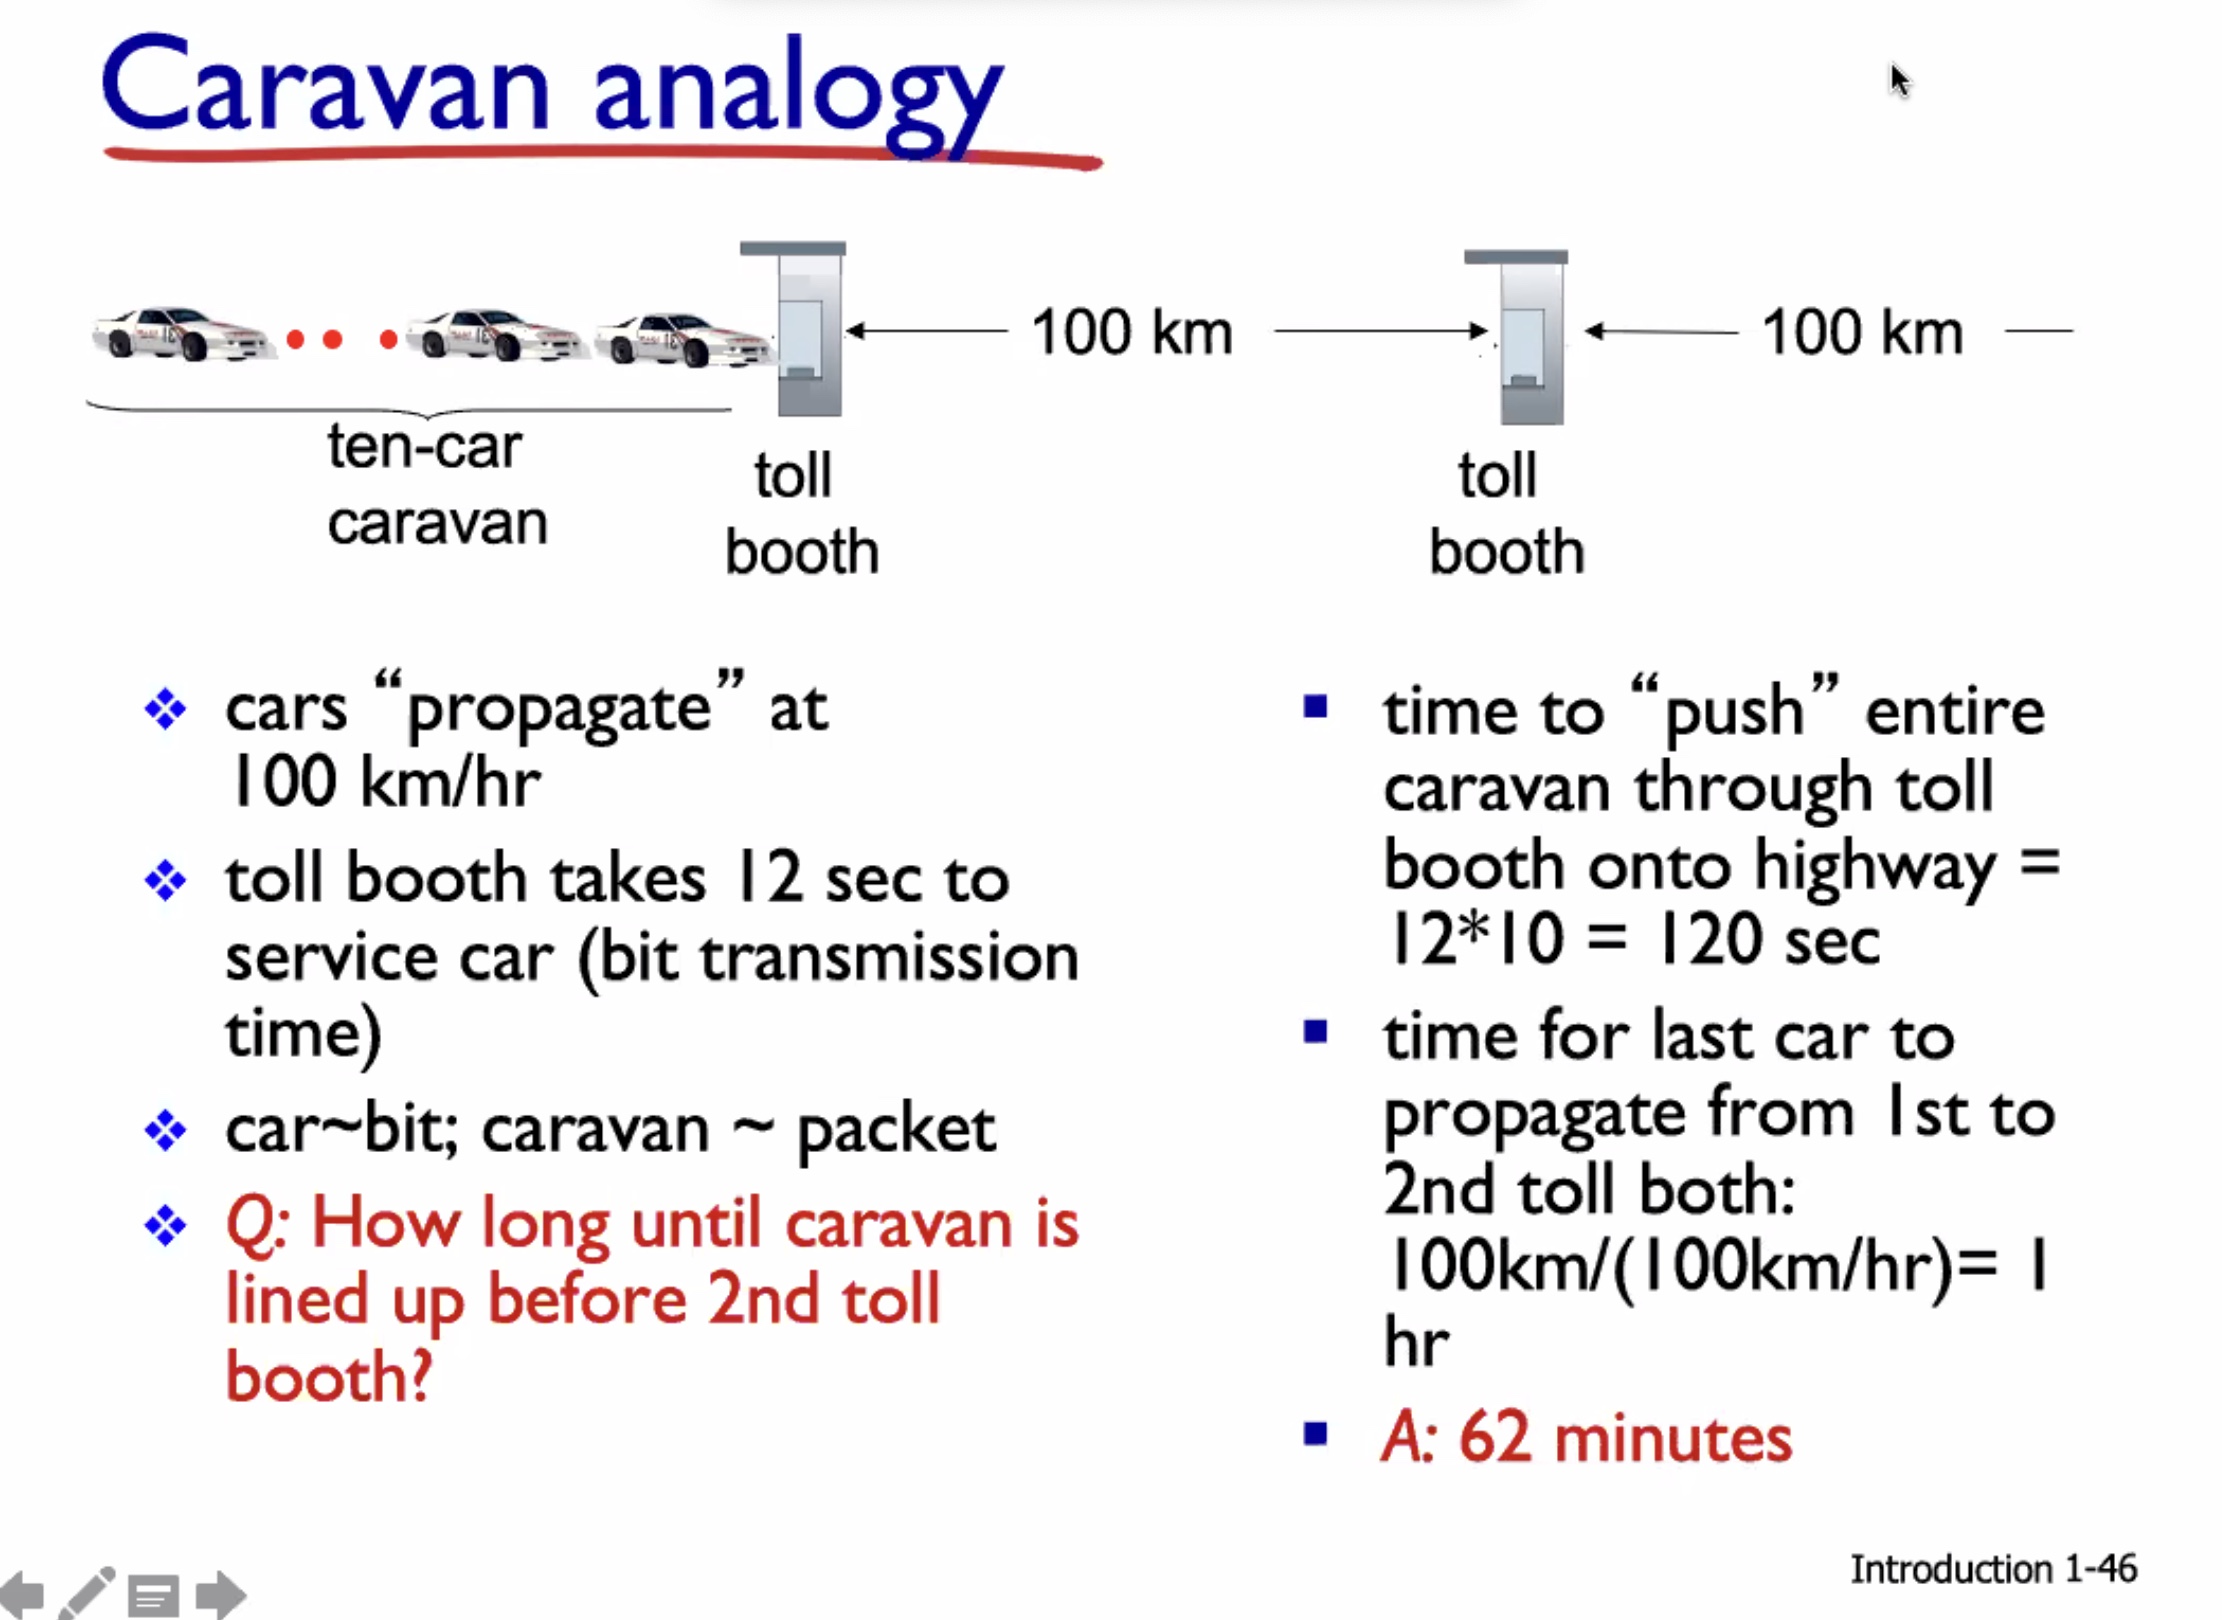 Caravan analogy
100 km
100 km
ten-car
caravan
toll
booth
toll
booth
cars “propagate” at
100 km/hr
toll booth takes 12 sec to
service car (bit transmission
time)
car~bit; caravan ~ packet
Q: How long until caravan is
lined up before 2nd toll
booth?
time to “push” entire
caravan through toll
booth onto highway =
12*10 = 120 sec
time for last car to
propagate from 1st to
2nd toll both:
100km/(100km/hr)= 1
hr
A: 62 minutes
Introduction 1-46